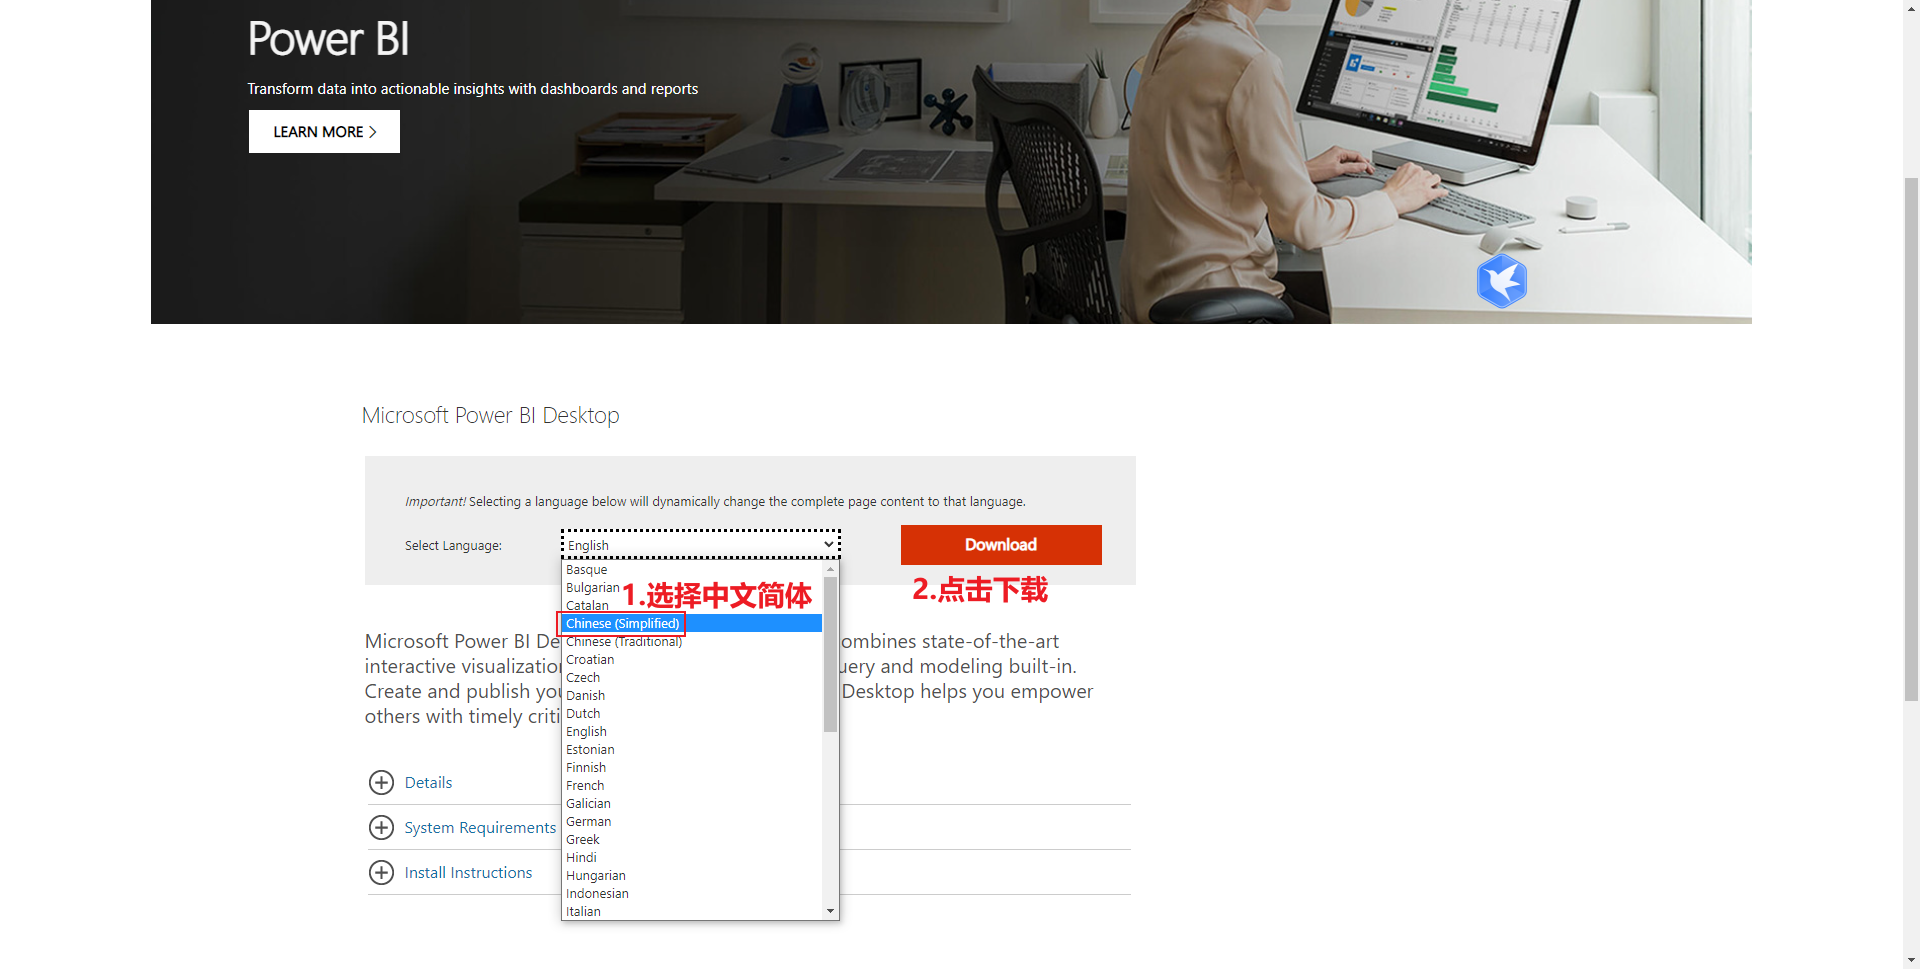 Power BI
Transform data into actionable insights with dashboards and reports
LEARN MORE
Microsoft Power BI Desktop
Important! Selecting a language below will dynamically change the complete page content to that language.
Select Language:
English
Download
Basque
Bulgarian
1.选择中文简体
2.点击下载
Catalan
Chinese (Simplified)
Chinese (Traditional)
Croatian
Czech
Danish
Dutch
English
Estonian
Finnish
French
Galician
German
Greek
Hindi
Hungarian
Indonesian
Italian
Microsoft Power BI De ombines state-of-the-art
interactive visualization uery and modeling built-in.
Create and publish you Desktop helps you empower
others with timely criti
Details
System Requirements
Install Instructions